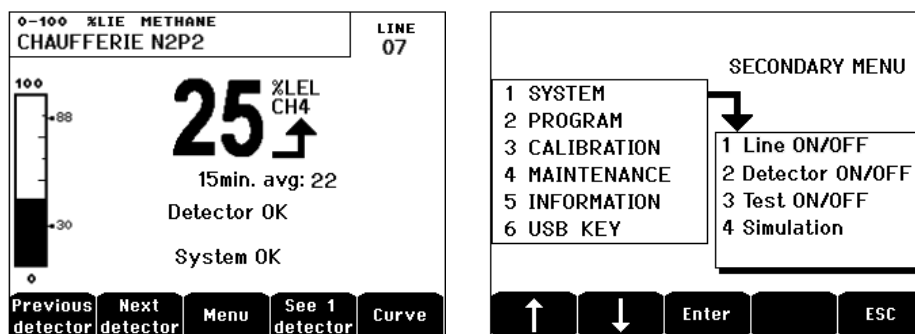 0-100 %LIE METHANE
CHAUFFERIE N2P2
LINE
07
100
88
30
0
25
%LEL
CH4
15min. avg: 22
Detector OK
System OK
Previous detector
Next detector
Menu
See 1 detector
Curve
SECONDARY MENU
1 SYSTEM
2 PROGRAM
3 CALIBRATION
4 MAINTENANCE
5 INFORMATION
6 USB KEY
1 Line ON/OFF
2 Detector ON/OFF
3 Test ON/OFF
4 Simulation
Enter
ESC